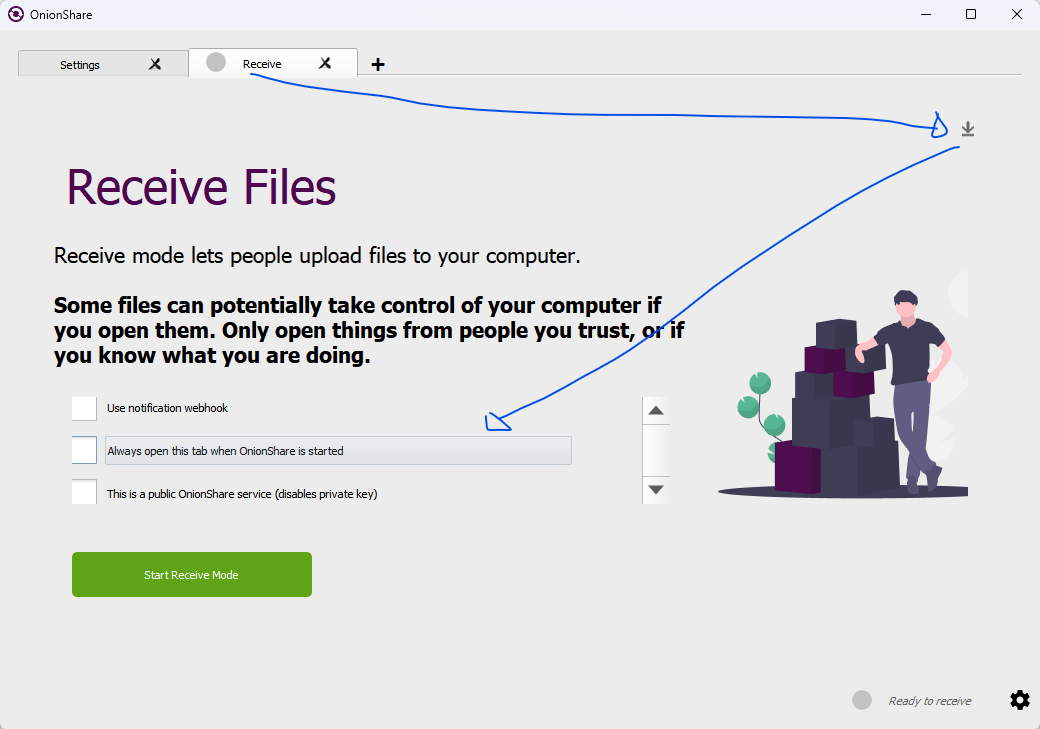 OnionShare
Settings
Receive
Receive Files
Receive mode lets people upload files to your computer.
Some files can potentially take control of your computer if
you open them. Only open things from people you trust, or if
you know what you are doing.
Use notification webhook
Always open this tab when OnionShare is started
This is a public OnionShare service (disables private key)
Start Receive Mode
Ready to receive